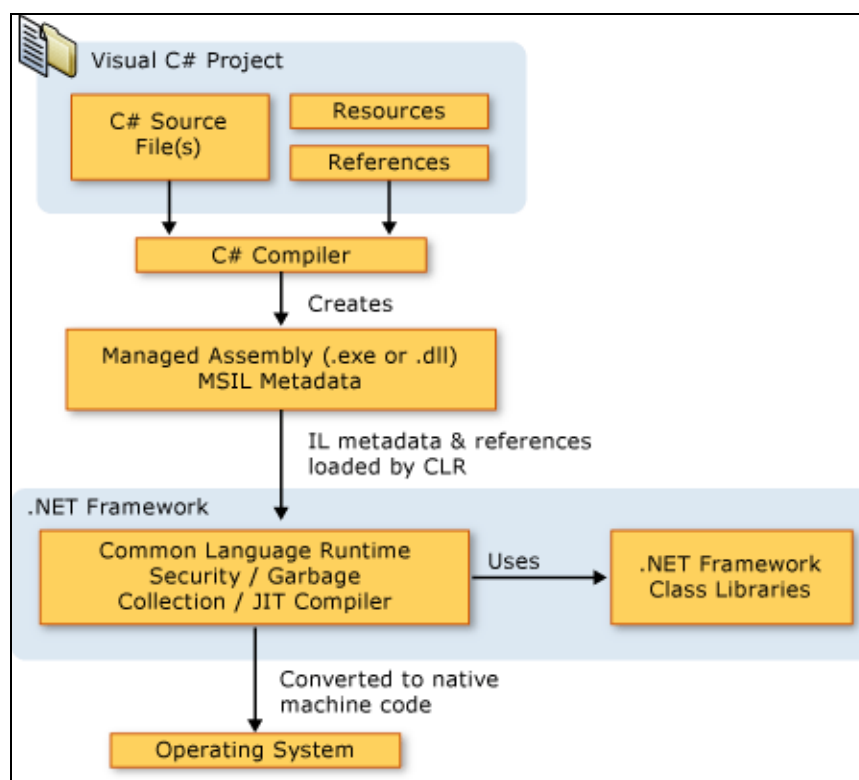 Visual C# Project
C# Source
File(s)
Resources
References
C# Compiler
Creates
Managed Assembly (.exe or .dll)
MSIL Metadata
IL metadata & references
loaded by CLR
.NET Framework
Common Language Runtime
Security / Garbage
Collection / JIT Compiler
Uses
.NET Framework
Class Libraries
Converted to native
machine code
Operating System